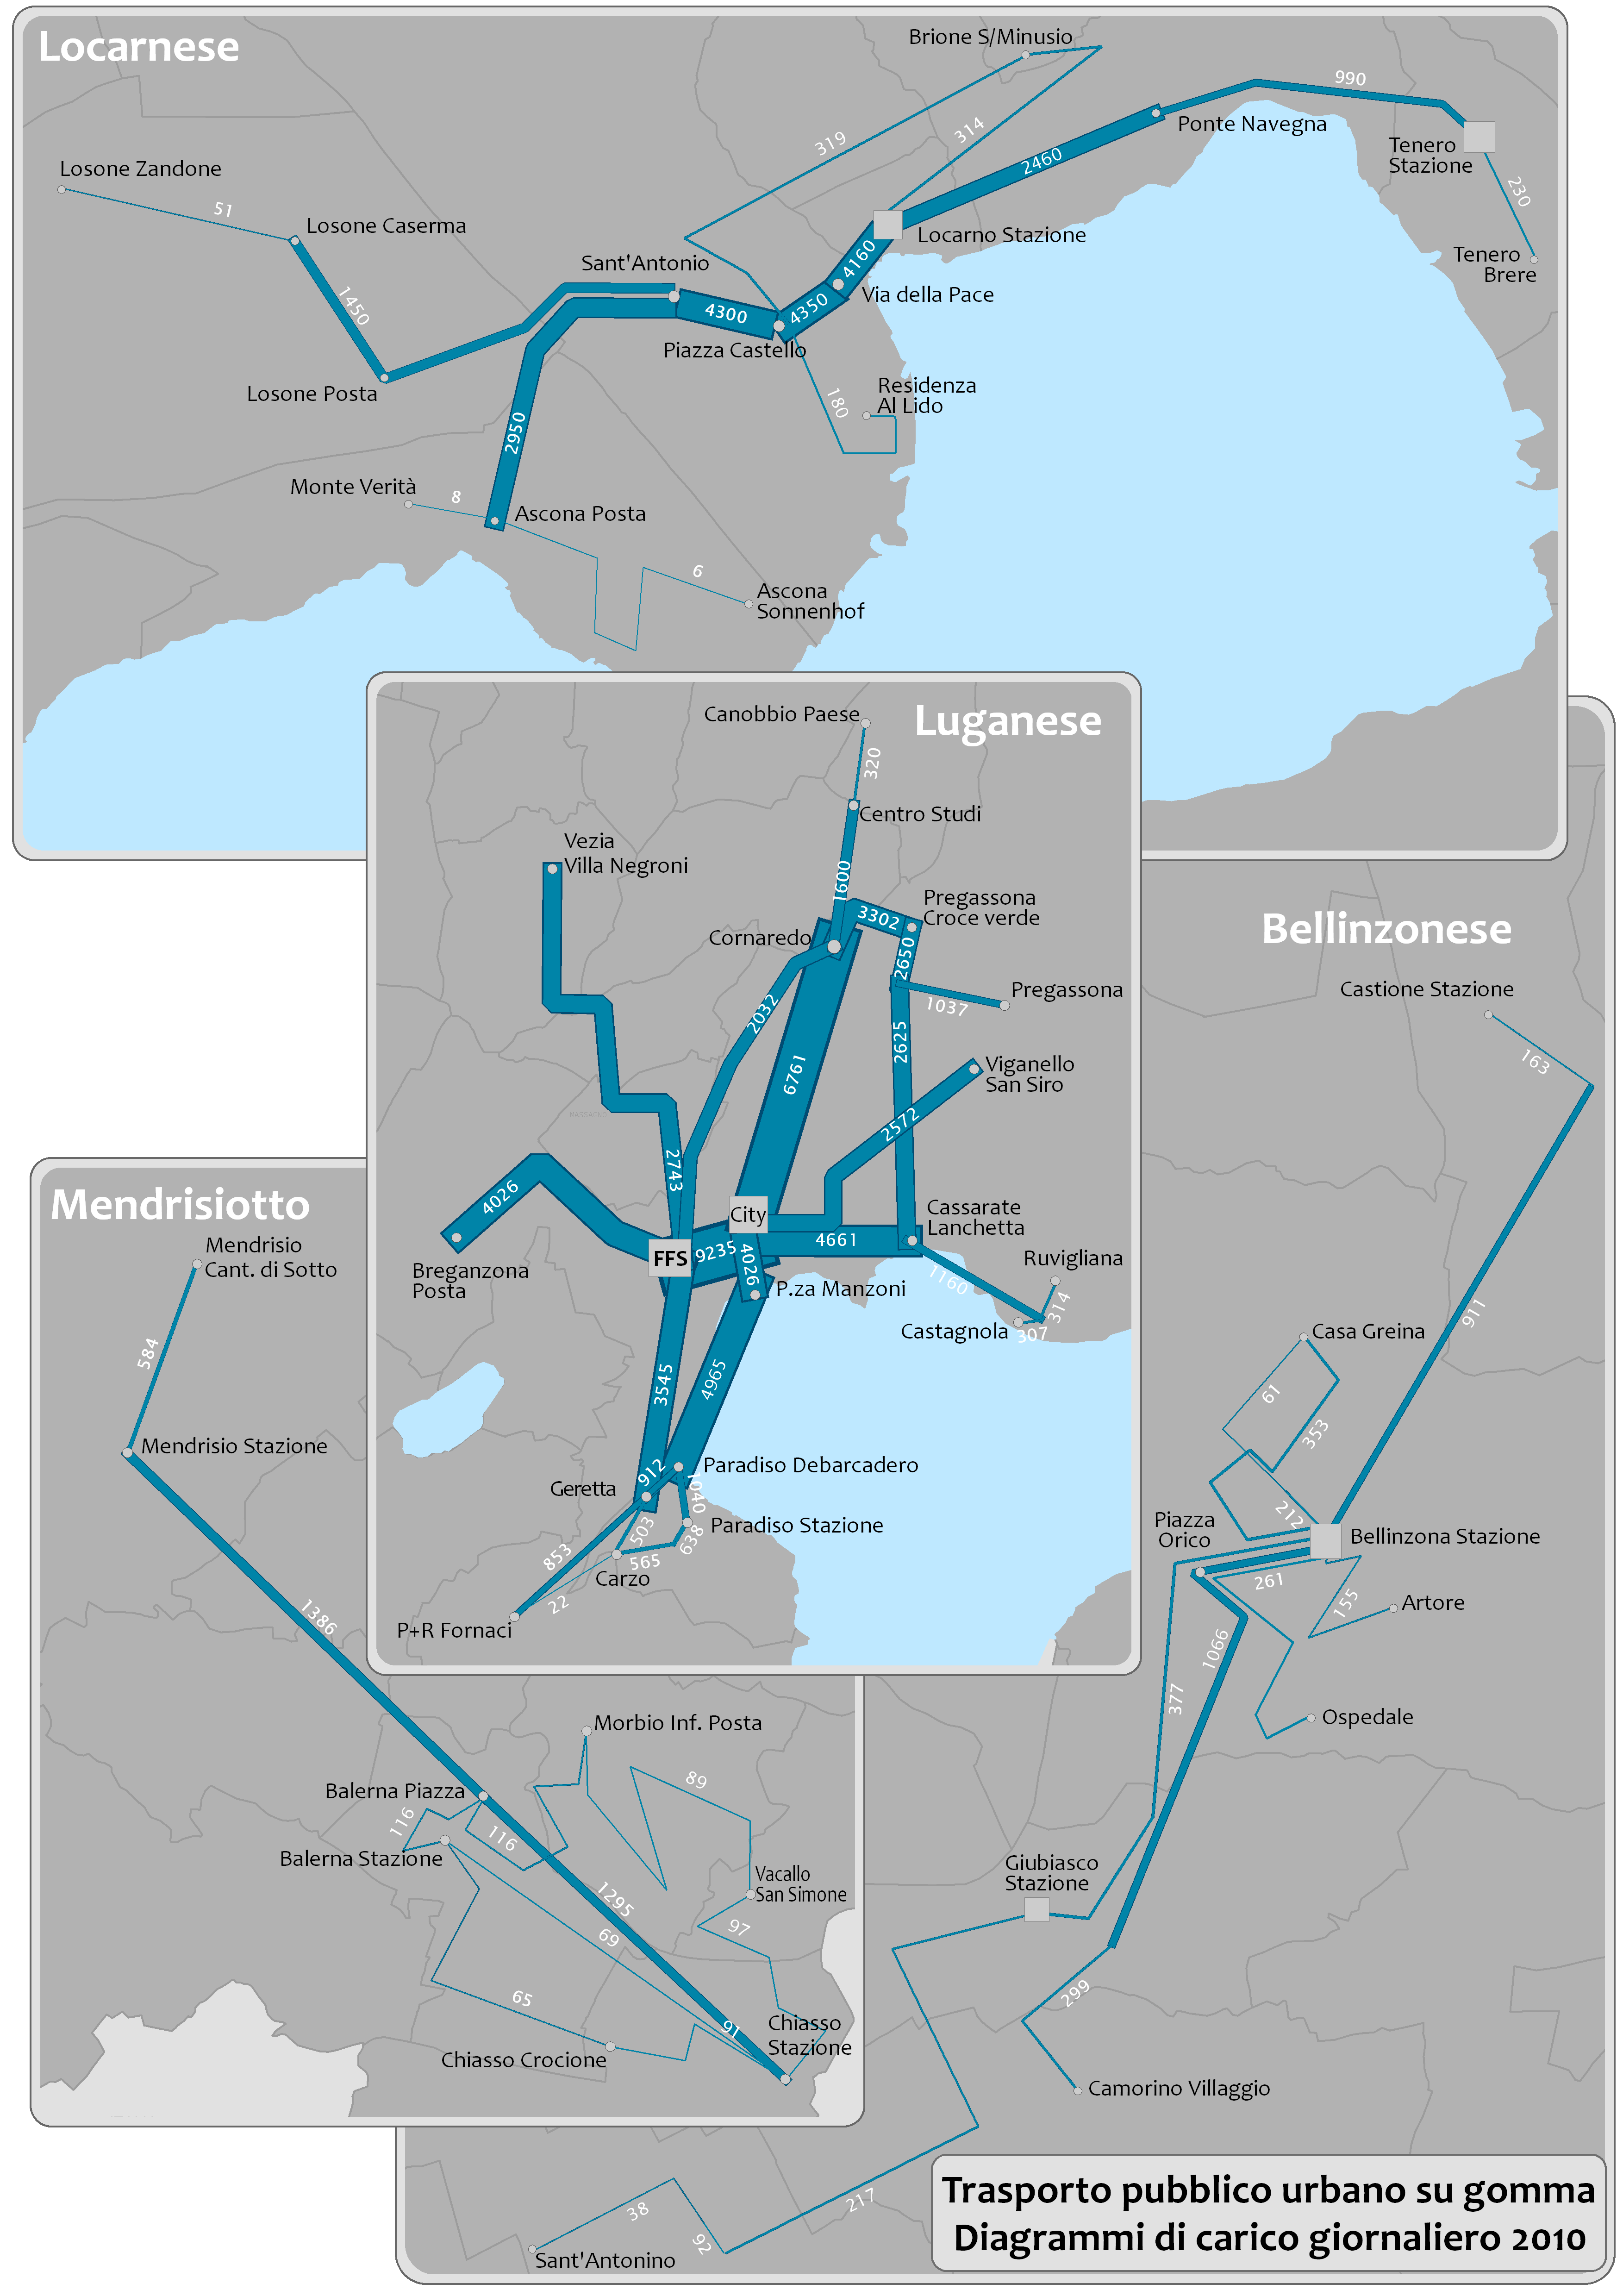 Locarnese
Brione S/Minusio
990
319
314
2460
Ponte Navegna
Tenero
Stazione
230
Tenero
Brere
Losone Zandone
51
Losone Caserma
1450
Losone Posta
Sant'Antonio
4300
4350
4160
Locarno Stazione
Via della Pace
Piazza Castello
Residenza
Al Lido
180
2950
Monte Verità
8
Ascona Posta
6
Ascona
Sonnenhof
Luganese
Canobbio Paese
320
Centro Studi
Vezia
Villa Negroni
1600
3302
Pregassona
Croce verde
Cornaredo
2650
Pregassona
1037
2032
2625
6761
Viganello
San Siro
2572
2743
4026
City
Cassarate
Lanchetta
4661
FFS
9235
4026
Breganzona
Posta
P.za Manzoni
1160
Ruvigliana
314
Castagnola
307
3545
4965
912
Paradiso Debarcadero
Geretta
1040
Paradiso Stazione
503
638
853
565
Carzo
22
P+R Fornaci
Bellinzonese
Castione Stazione
163
911
Casa Greina
61
353
212
Piazza
Orico
Bellinzona Stazione
261
155
Artore
1066
377
Ospedale
Giubiasco
Stazione
299
Camorino Villaggio
217
38
92
Sant'Antonino
Mendrisiotto
Mendrisio
Cant. di Sotto
584
Mendrisio Stazione
1386
Morbio Inf. Posta
89
Balerna Piazza
116
116
Balerna Stazione
Vacallo
San Simone
1295
97
69
65
91
Chiasso
Stazione
Chiasso Crocione
Trasporto pubblico urbano su gomma
Diagrammi di carico giornaliero 2010